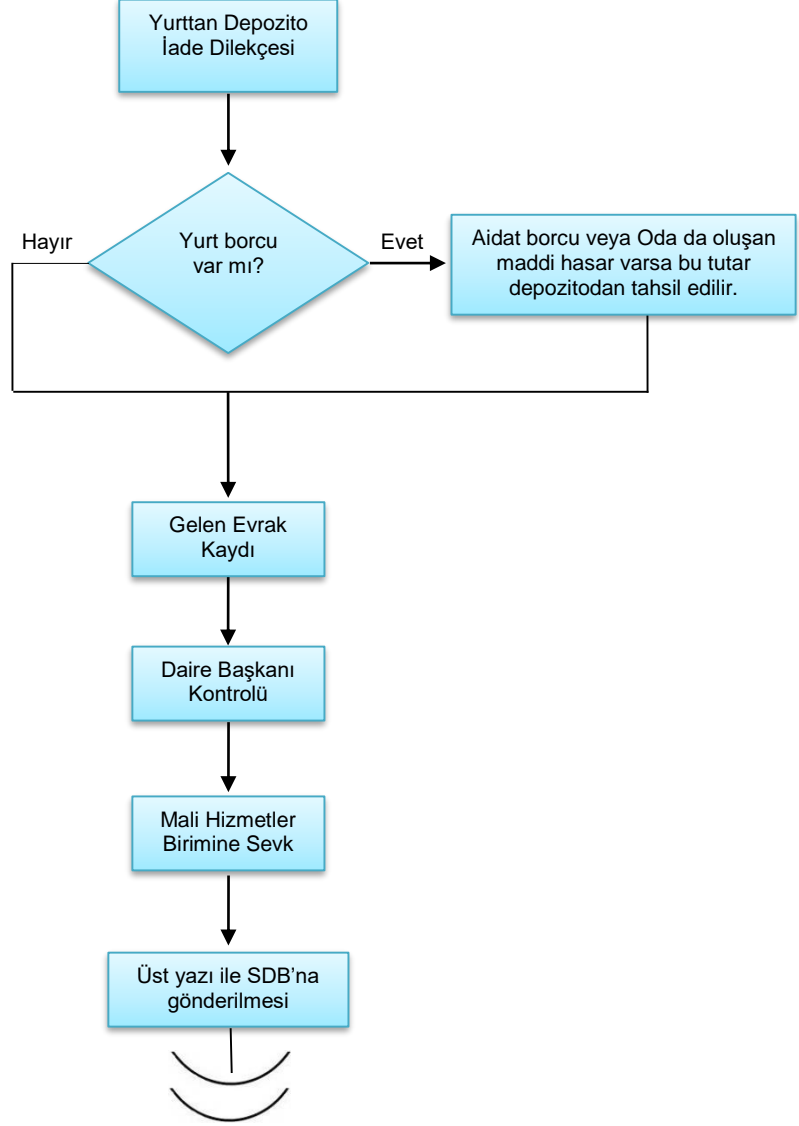 Yurttan Depozito
İade Dilekçesi
Hayır
Yurt borcu
var mı?
Evet
Aidat borcu veya Oda da oluşan
maddi hasar varsa bu tutar
depozitodan tahsil edilir.
Gelen Evrak
Kaydı
Daire Başkanı
Kontrolü
Mali Hizmetler
Birimine Sevk
Üst yazı ile SDB’na
gönderilmesi